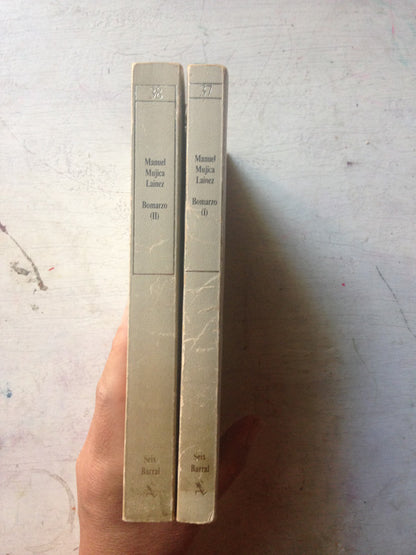 38
Manuel
Mujica
Lainez
Bomarzo
(II)
Seix
Barral
37
Manuel
Mujica
Lainez
Bomarzo
(I)
Seix
Barral